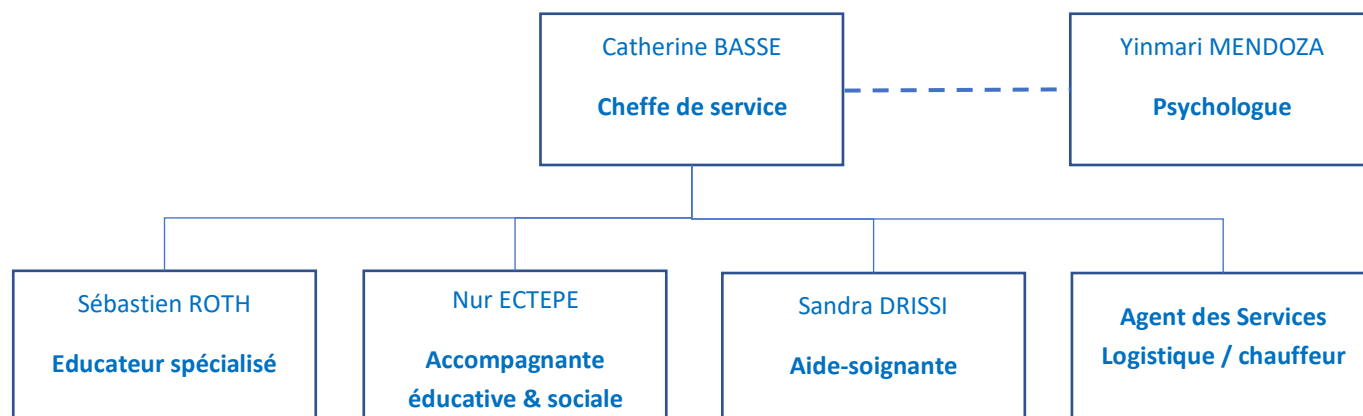 Catherine BASSE
Cheffe de service
Yinmari MENDOZA
Psychologue
Sébastien ROTH
Educateur spécialisé
Nur ECTEPE
Accompagnante
éducative & sociale
Sandra DRISSI
Aide-soignante
Agent des Services
Logistique / chauffeur